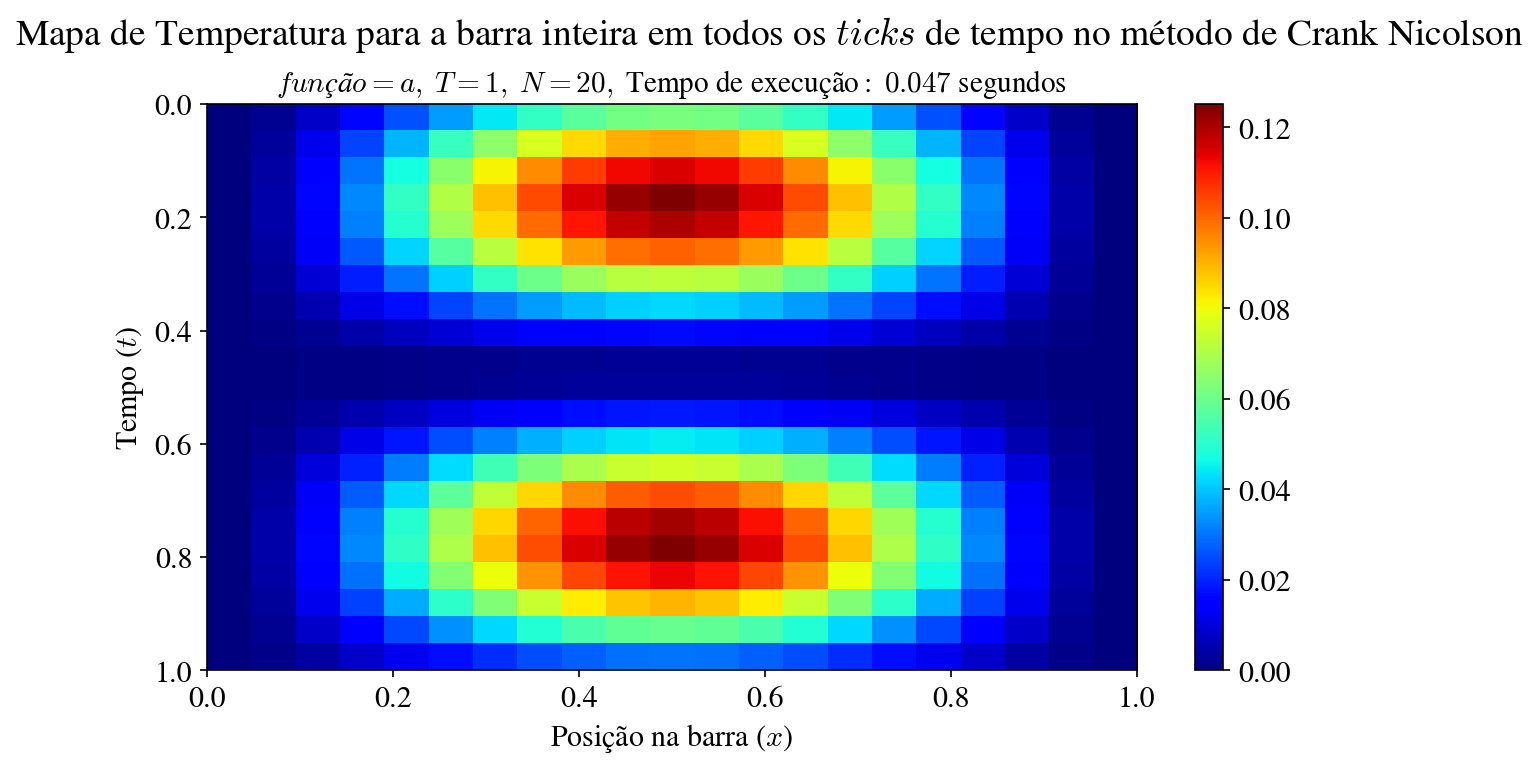 Mapa de Temperatura para a barra inteira em todos os ticks de tempo no método de Crank Nicolson
função = a, T = 1, N = 20, Tempo de execução : 0.047 segundos
0.0
0.2
0.4
0.6
0.8
1.0
Tempo (t)
0.0 0.2 0.4 0.6 0.8 1.0
Posição na barra (x)
0.12
0.10
0.08
0.06
0.04
0.02
0.00